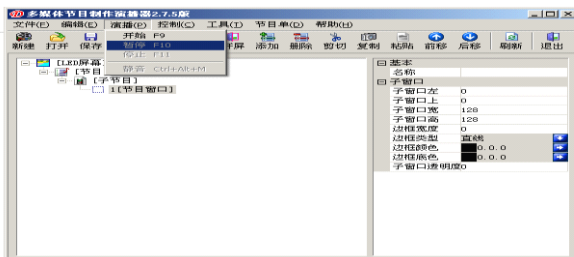 多媒体节目制作演播器2.7.5版
文件(F) 编辑(E) 演播(P) 控制(C) 工具(T) 节目单(D) 帮助(H)
新建 打开 保存 开屏 添加 删除 剪切 复制 粘贴 前移 后移 刷新 退出
开始 F9
暂停 F10
停止 F11
静音 Ctrl+Alt+M
[LED屏幕
[节目
[子节目]
1[节目窗口]
基本
名称
子窗口
子窗口左 0
子窗口上 0
子窗口宽 128
子窗口高 128
边框宽度 0
边框类型 直线
边框颜色 0.0.0
边框底色 0.0.0
子窗口透明度0